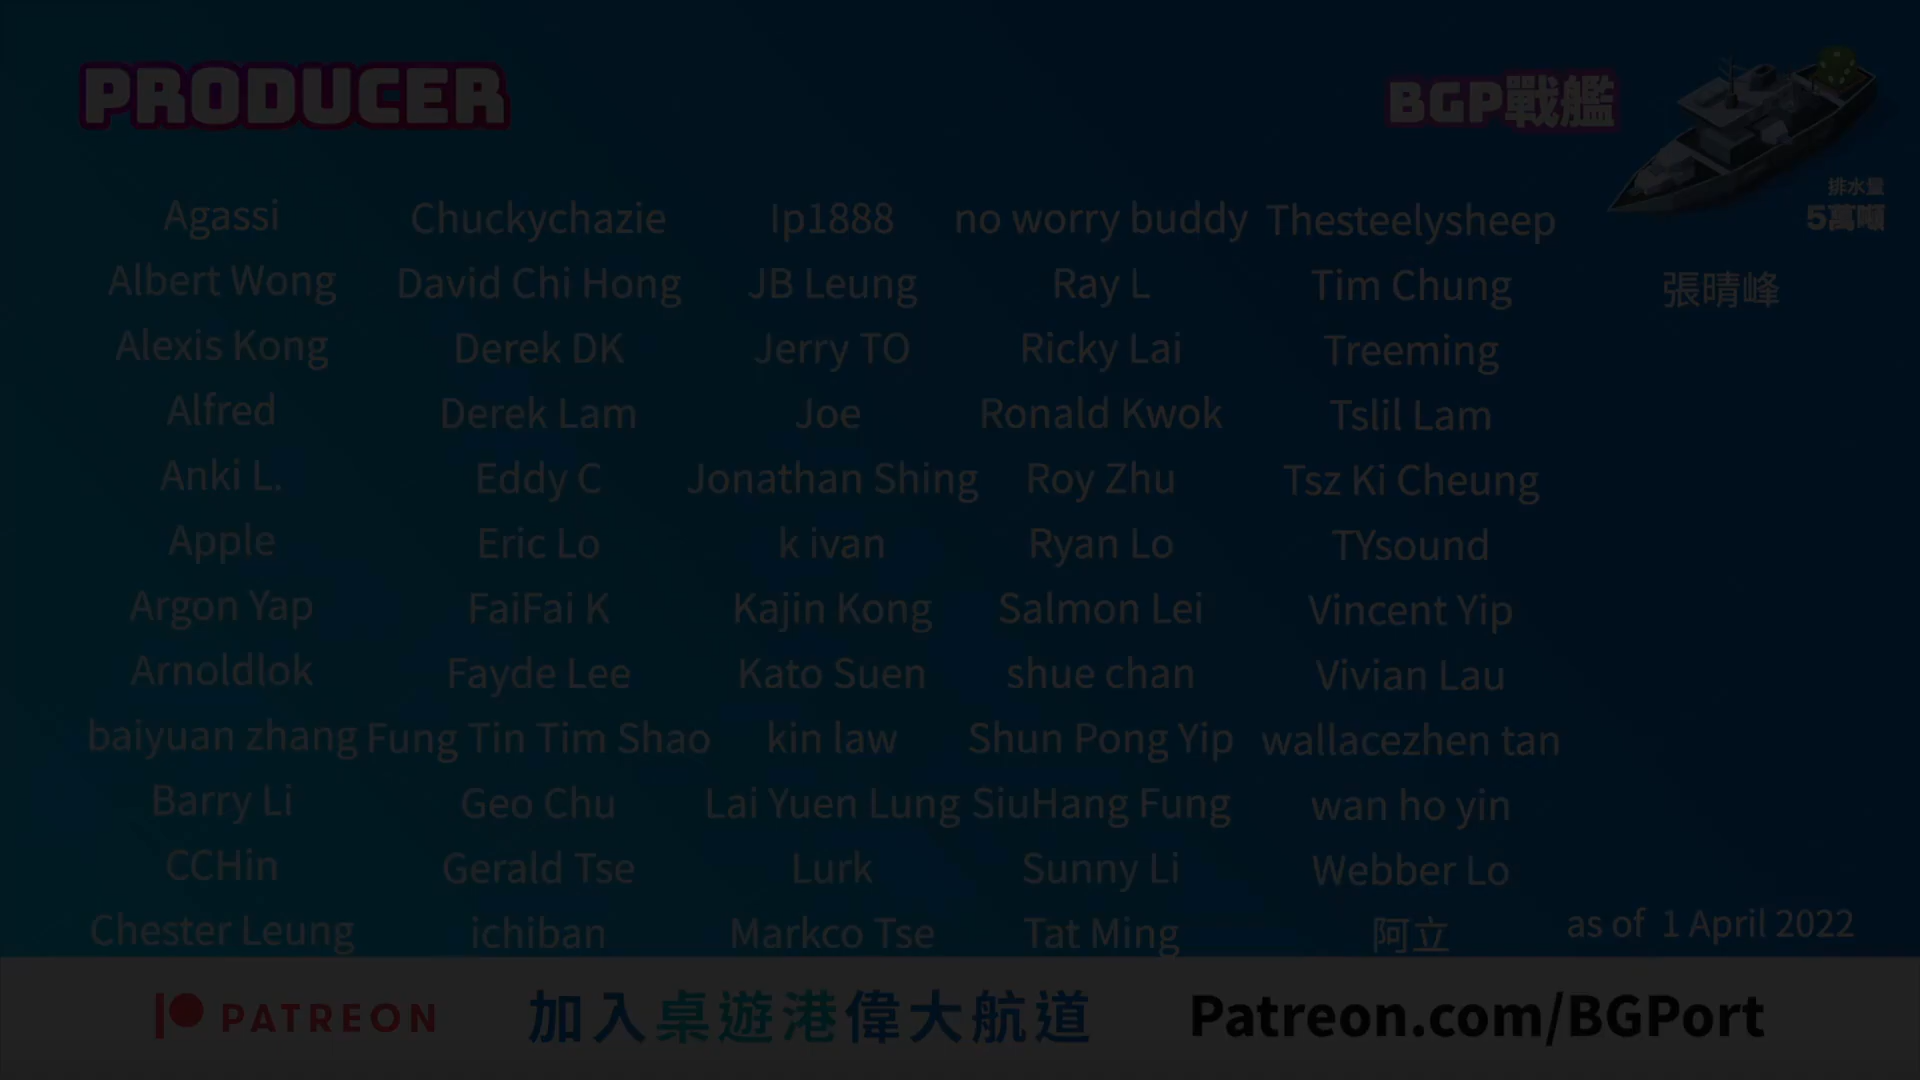 PRODUCER
BGP戰艦
排水量
5萬噸
Agassi Chuckychazie Ip1888 no worry buddy Thesteelysheep
Albert Wong David Chi Hong JB Leung Ray L Tim Chung 張晴峰
Alexis Kong Derek DK Jerry TO Ricky Lai Treeming
Alfred Derek Lam Joe Ronald Kwok Tslil Lam
Anki L. Eddy C Jonathan Shing Roy Zhu Tsz Ki Cheung
Apple Eric Lo k ivan Ryan Lo TYsound
Argon Yap FaiFai K Kajin Kong Salmon Lei Vincent Yip
Arnoldlok Fayde Lee Kato Suen shue chan Vivian Lau
baiyuan zhang Fung Tin Tim Shao kin law Shun Pong Yip wallacezhen tan
Barry Li Geo Chu Lai Yuen Lung SiuHang Fung wan ho yin
CCHin Gerald Tse Lurk Sunny Li Webber Lo
Chester Leung ichiban Markco Tse Tat Ming 阿立 as of 1 April 2022
PATREON 加入桌遊港偉大航道 Patreon.com/BGPort